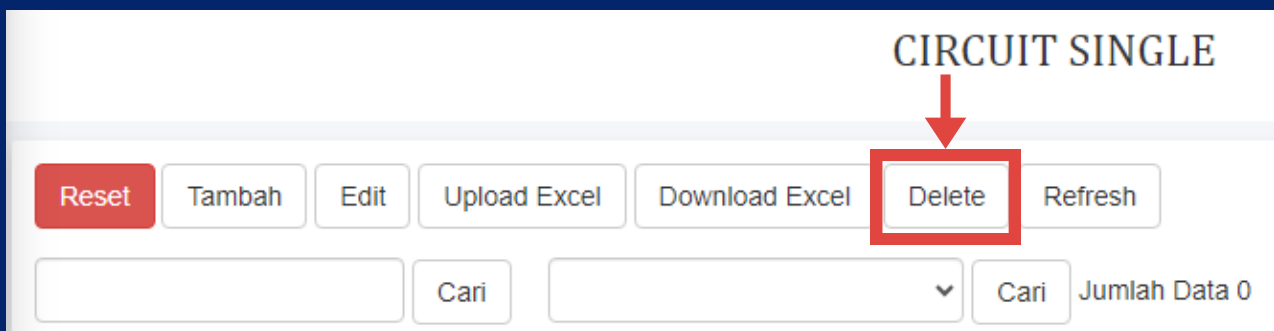 CIRCUIT SINGLE
Reset Tambah Edit Upload Excel Download Excel Delete Refresh
Cari Cari Jumlah Data 0